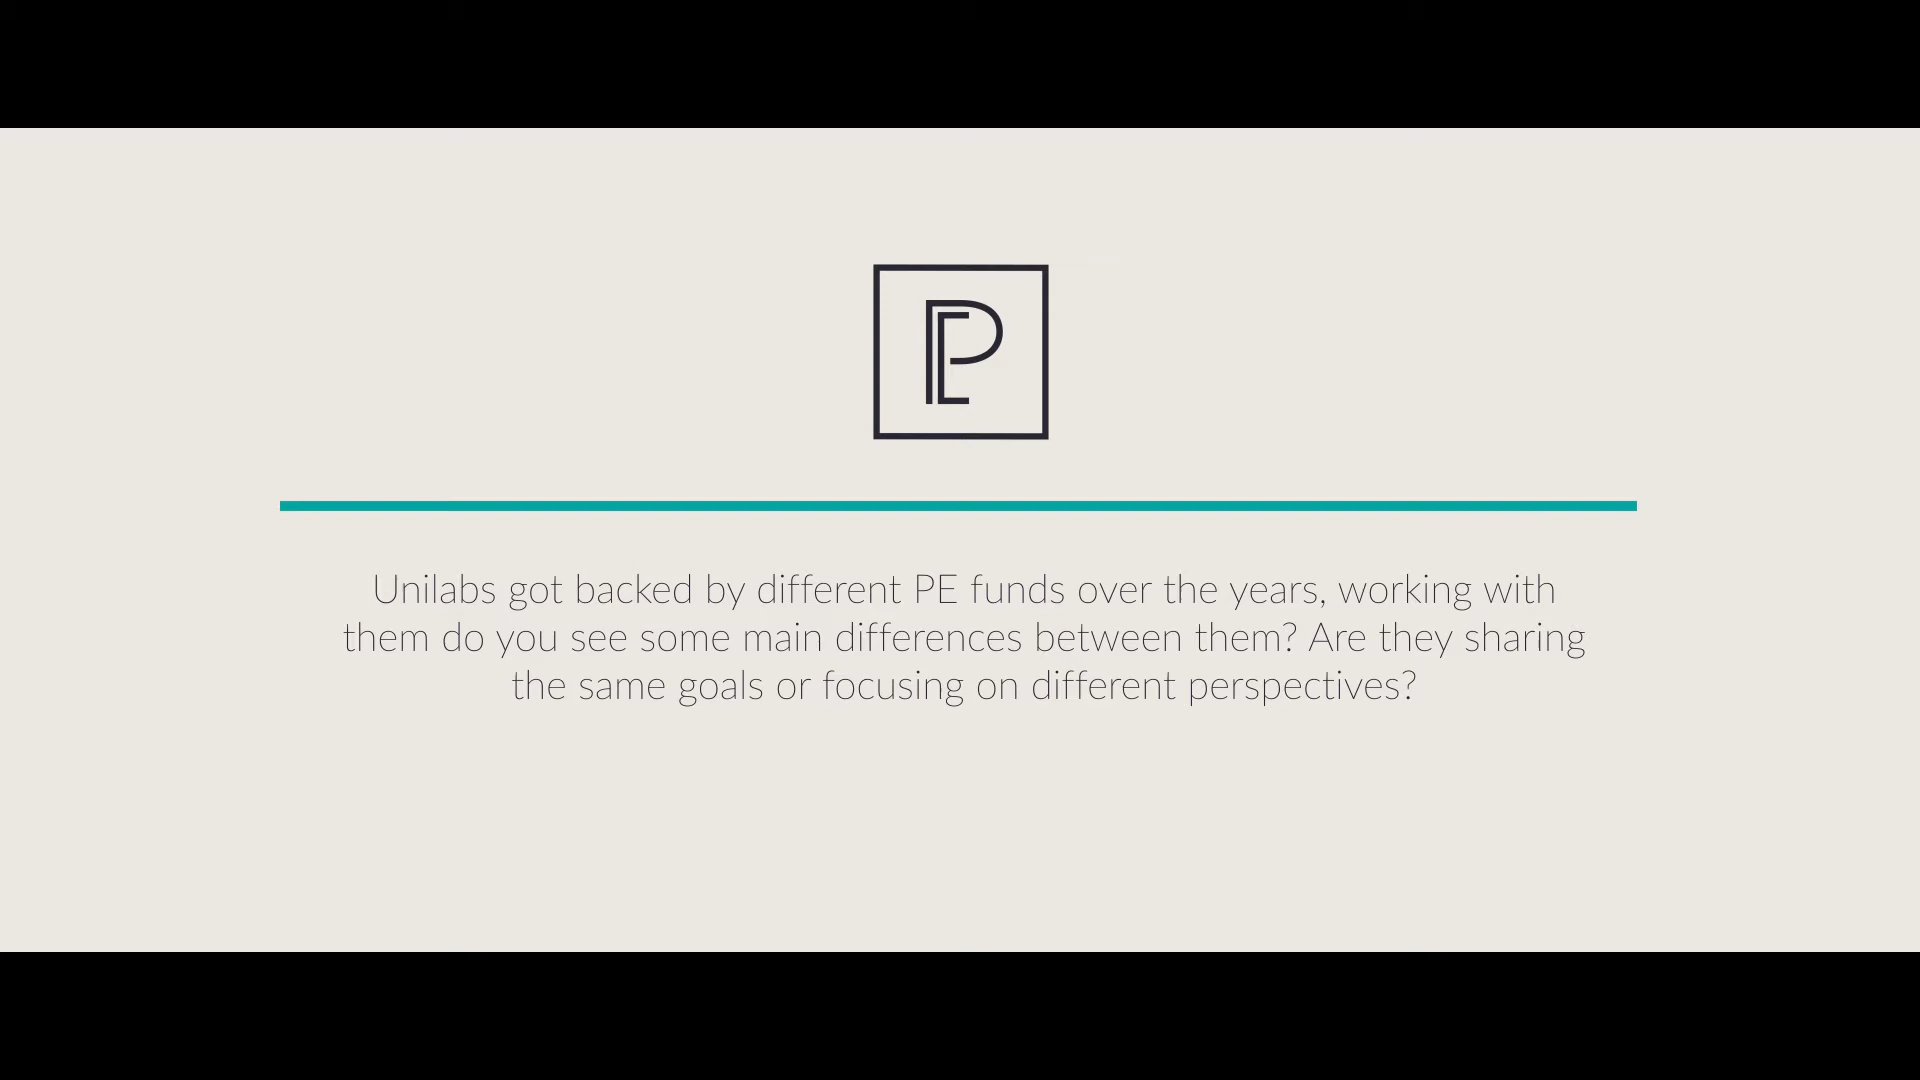 PE
Unilabs got backed by different PE funds over the years, working with
them do you see some main differences between them? Are they sharing
the same goals or focusing on different perspectives?